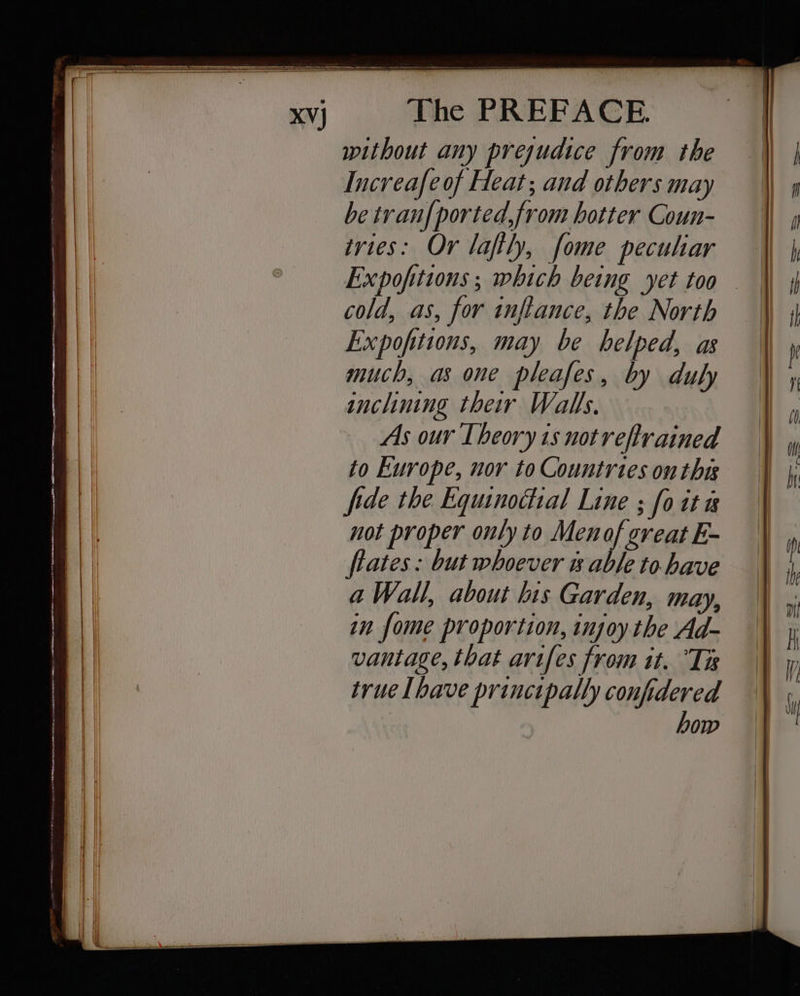 xvj The PREFACE.
without any prejudice from the
Increaſe of Heat; and others may
be tranſported, from hotter Coun-
tries: Or laſtly, ſome peculiar
Expoſitions; which being yet too
cold, as, for inſtance, the North
Expoſitions, may be helped, as
much, as one pleaſes, by duly
inclining their Walls.
As our Theory is not reſtrained
to Europe, nor to Countries on this
ſide the Equinoctial Line; ſo it is
not proper only to Men of great E-
ſtates: but whoever is able to have
a Wall, about his Garden, may,
in ſome proportion, injoy the Ad-
vantage, that ariſes from it. 'Tis
true I have principally conſidered
how